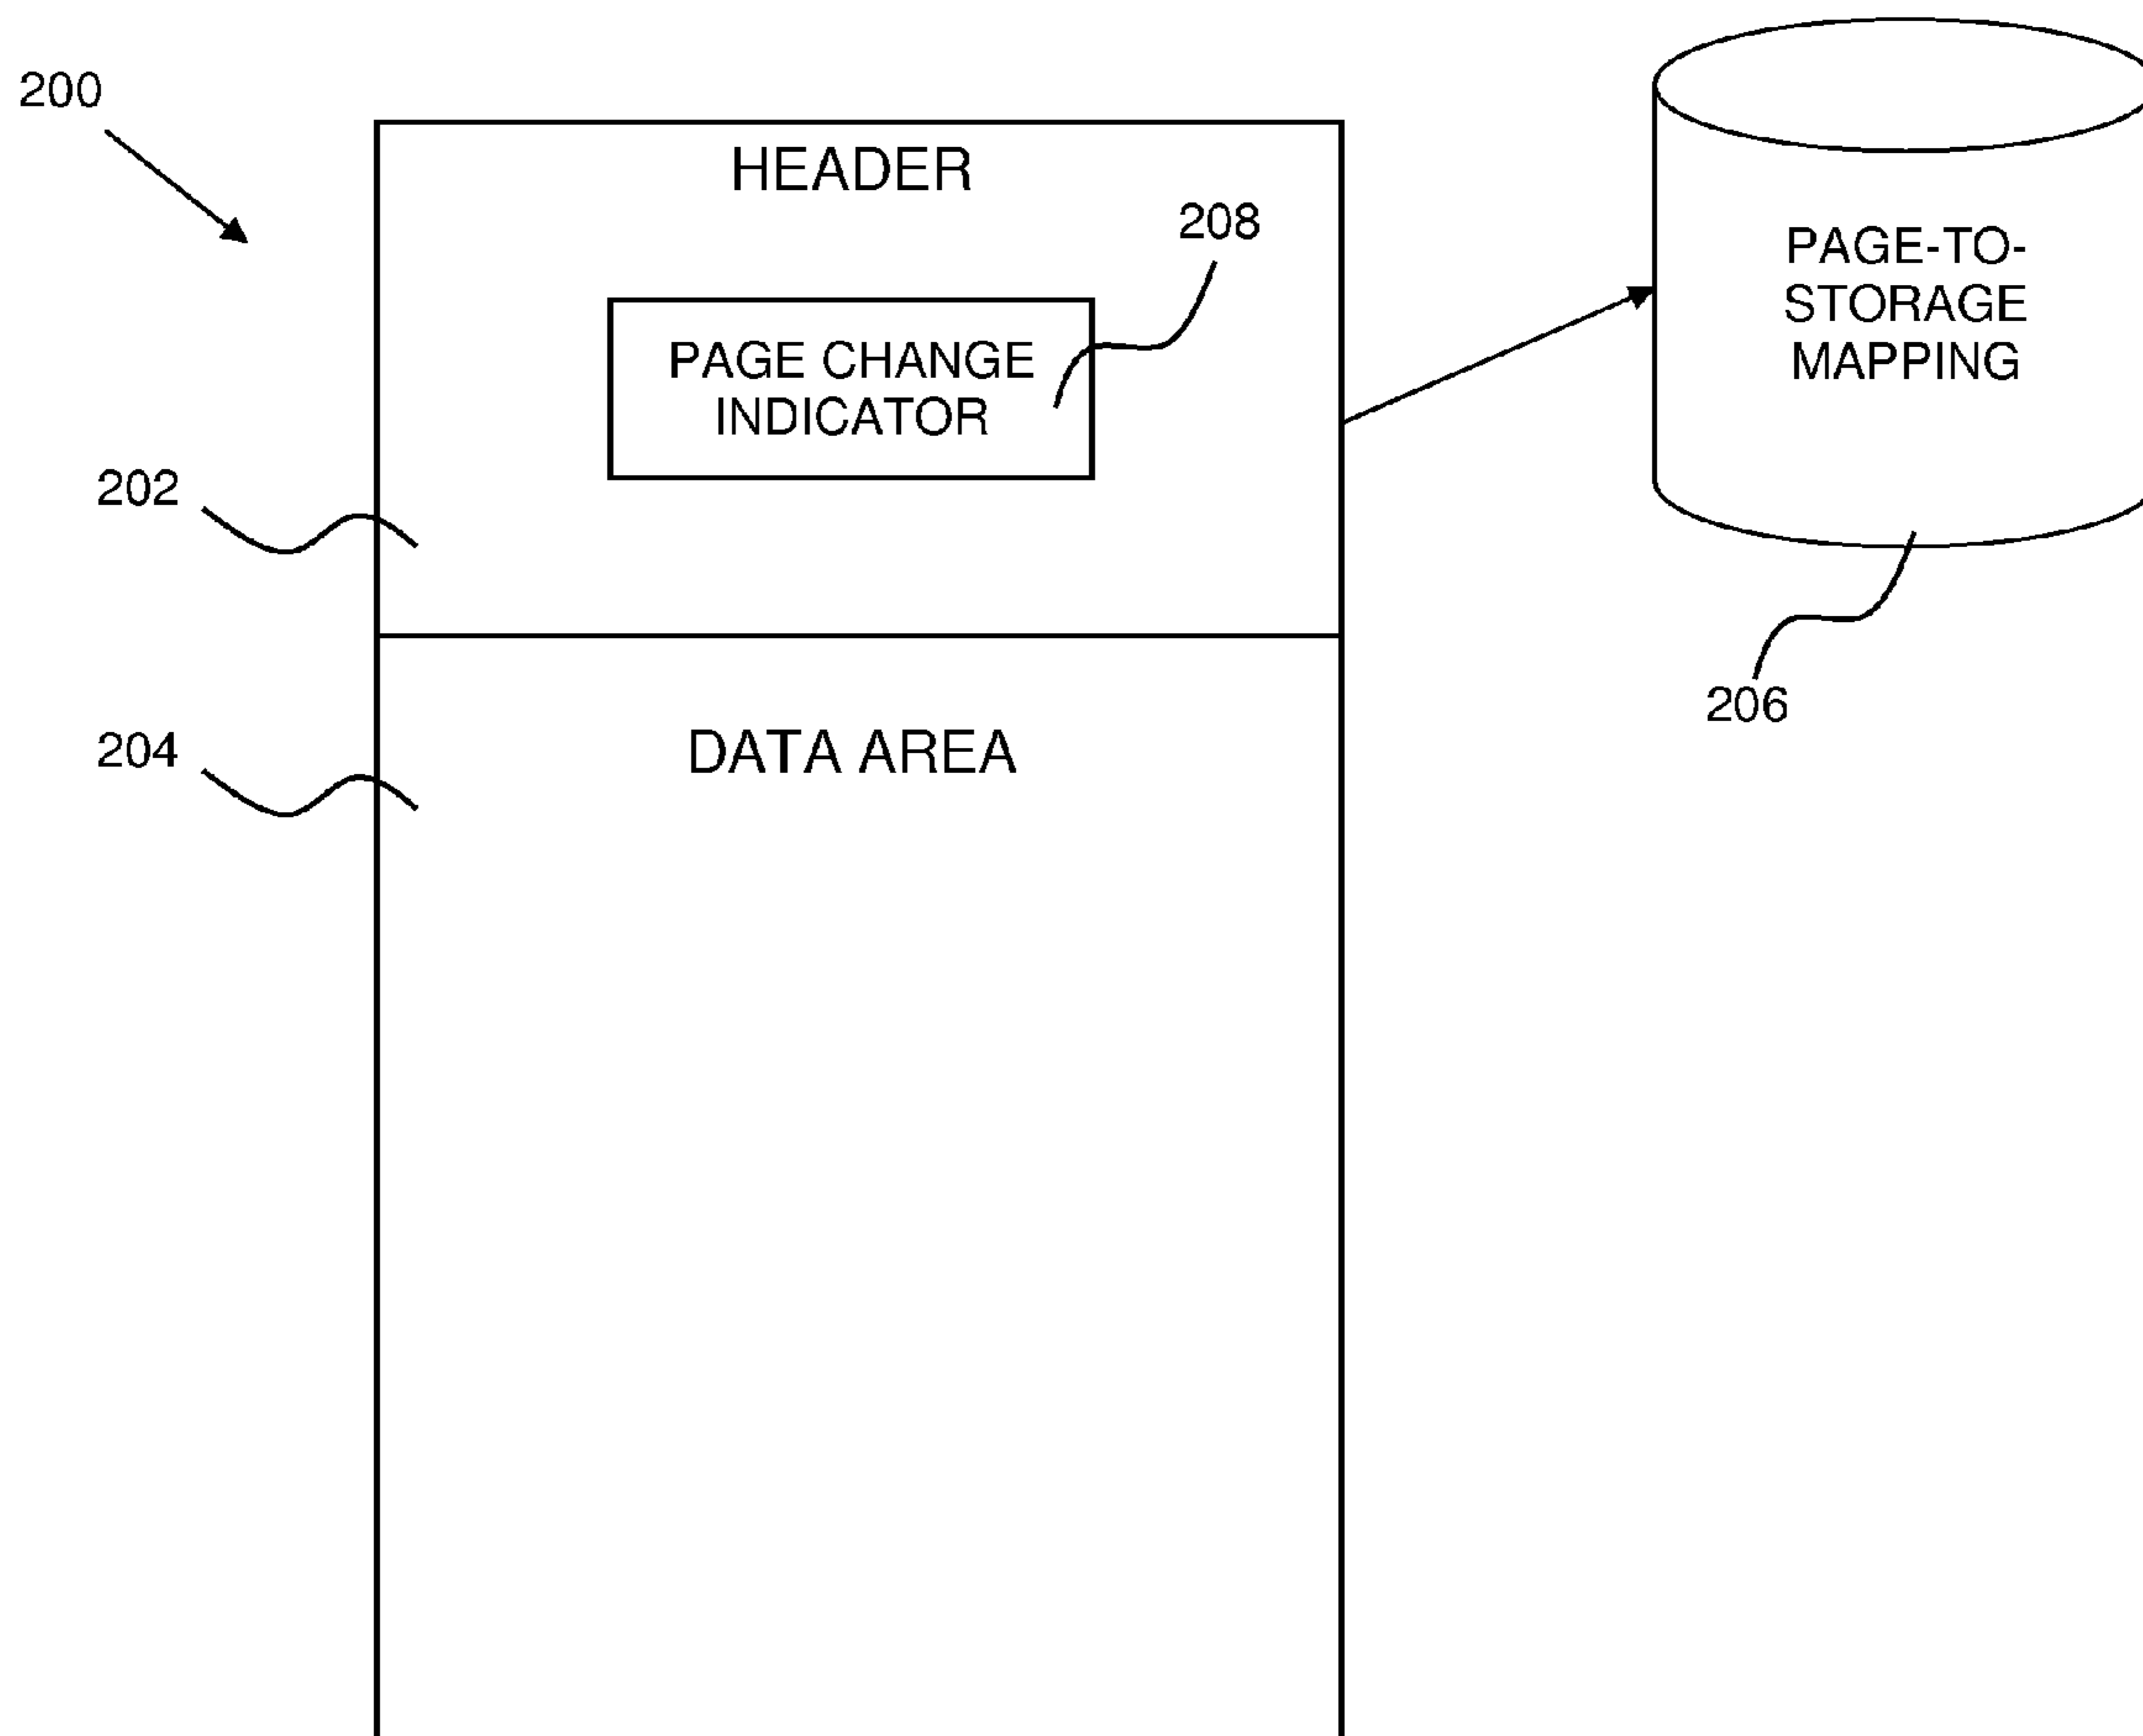 200
HEADER
208
PAGE CHANGE
INDICATOR
202
PAGE-TO-
STORAGE
MAPPING
206
204
DATA AREA